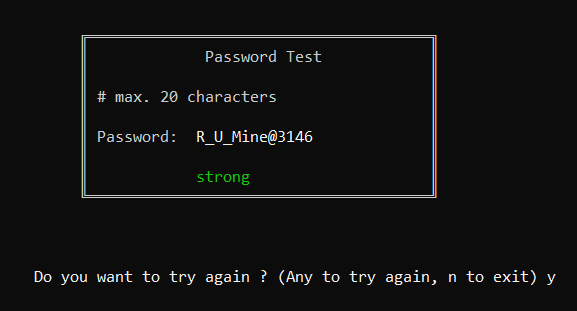 Password Test
# max. 20 characters
Password: R_U_Mine@3146
strong
Do you want to try again ? (Any to try again, n to exit) y